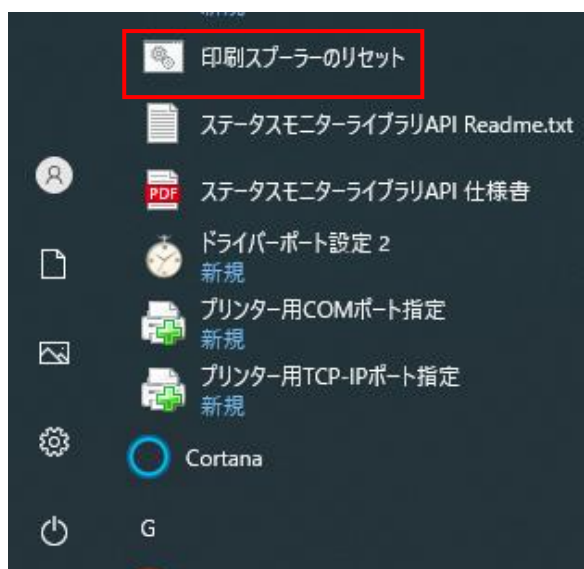 印刷スプーラーのリセット
ステータスモニターライブラリAPI Readme.txt
PDF
ステータスモニターライブラリAPI 仕様書
ドライバーポート設定 2
新規
プリンター用COMポート指定
新規
プリンター用TCP-IPポート指定
新規
Cortana
G